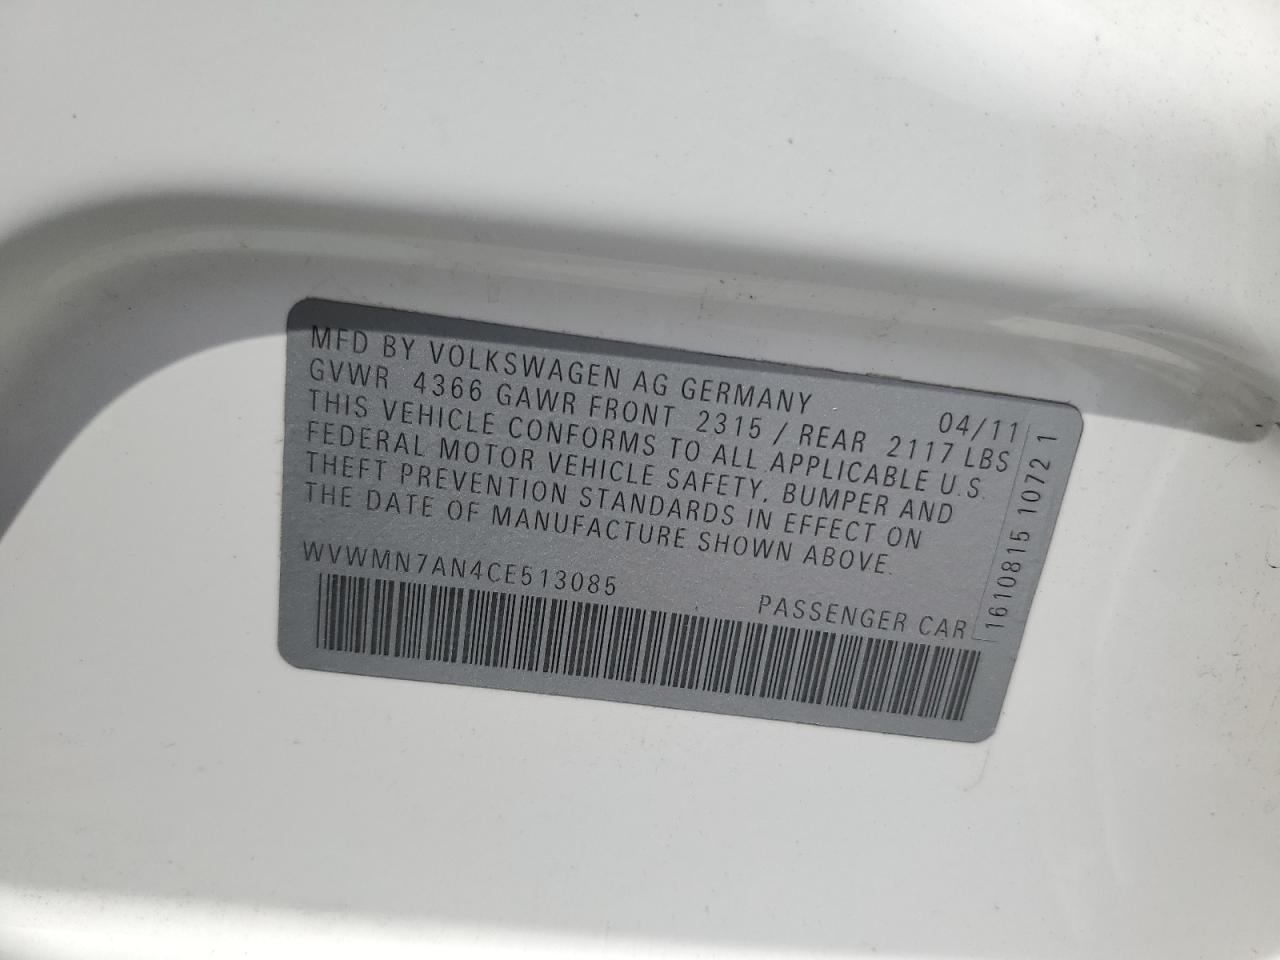 MFD BY VOLKSWAGEN AG GERMANY 04/11
GVWR 4366 GAWR FRONT 2315 / REAR 2117 LBS
THIS VEHICLE CONFORMS TO ALL APPLICABLE U.S.
FEDERAL MOTOR VEHICLE SAFETY, BUMPER AND
THEFT PREVENTION STANDARDS IN EFFECT ON
THE DATE OF MANUFACTURE SHOWN ABOVE.
WVWMN7AN4CE513085
PASSENGER CAR
1610815 1072 1